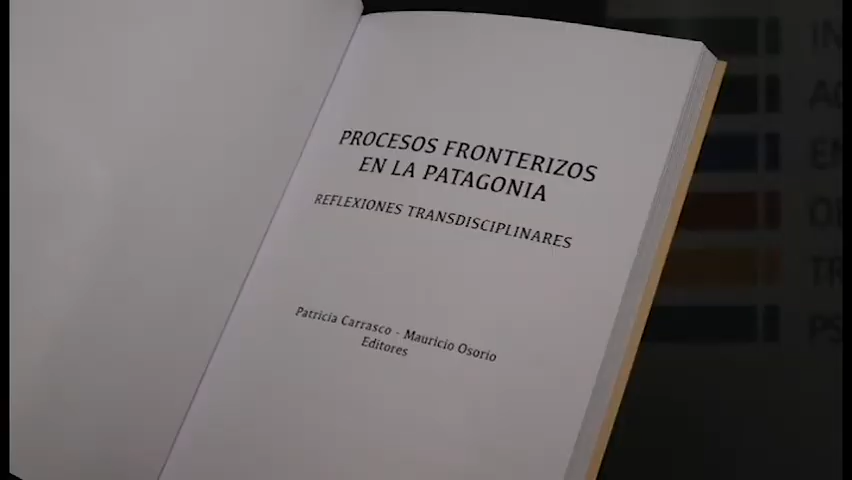 PROCESOS FRONTERIZOS
EN LA PATAGONIA
REFLEXIONES TRANSDISCIPLINARES
Patricia Carrasco - Mauricio Osorio
Editores